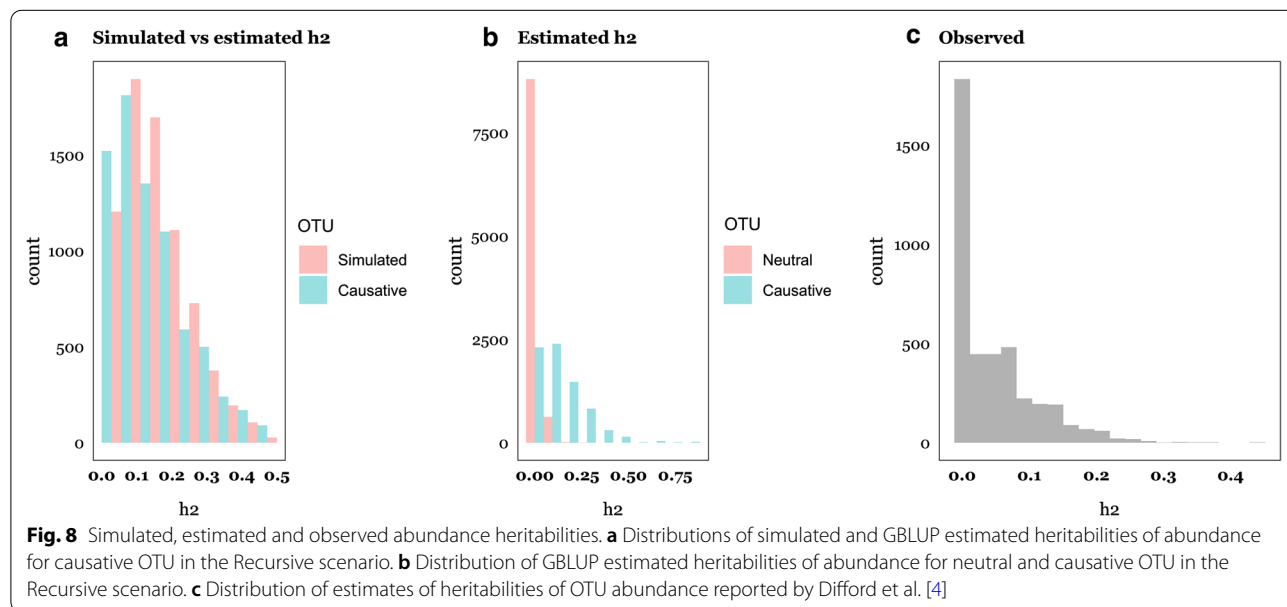 a Simulated vs estimated h2
count
1500
1000
500
0
0.0 0.1 0.2 0.3 0.4 0.5
h2
OTU
Simulated
Causative
b Estimated h2
count
7500
5000
2500
0
0.00 0.25 0.50 0.75
h2
OTU
Neutral
Causative
c Observed
count
1500
1000
500
0
0.0 0.1 0.2 0.3 0.4
h2
Fig. 8 Simulated, estimated and observed abundance heritabilities. a Distributions of simulated and GBLUP estimated heritabilities of abundance
for causative OTU in the Recursive scenario. b Distribution of GBLUP estimated heritabilities of abundance for neutral and causative OTU in the
Recursive scenario. c Distribution of estimates of heritabilities of OTU abundance reported by Difford et al. [4]